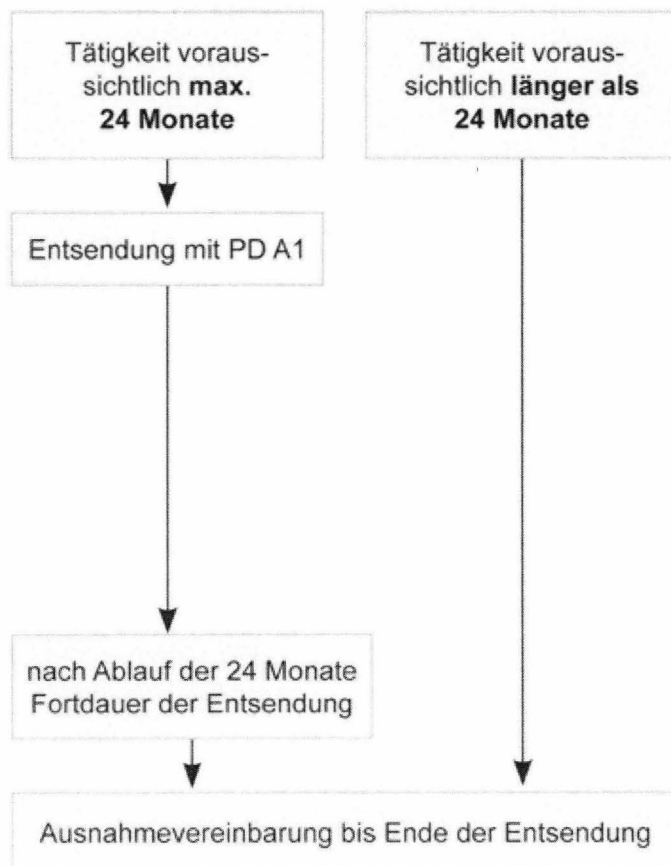 Tätigkeit voraus-
sichtlich max.
24 Monate
Tätigkeit voraus-
sichtlich länger als
24 Monate
Entsendung mit PD A1
nach Ablauf der 24 Monate
Fortdauer der Entsendung
Ausnahmevereinbarung bis Ende der Entsendung